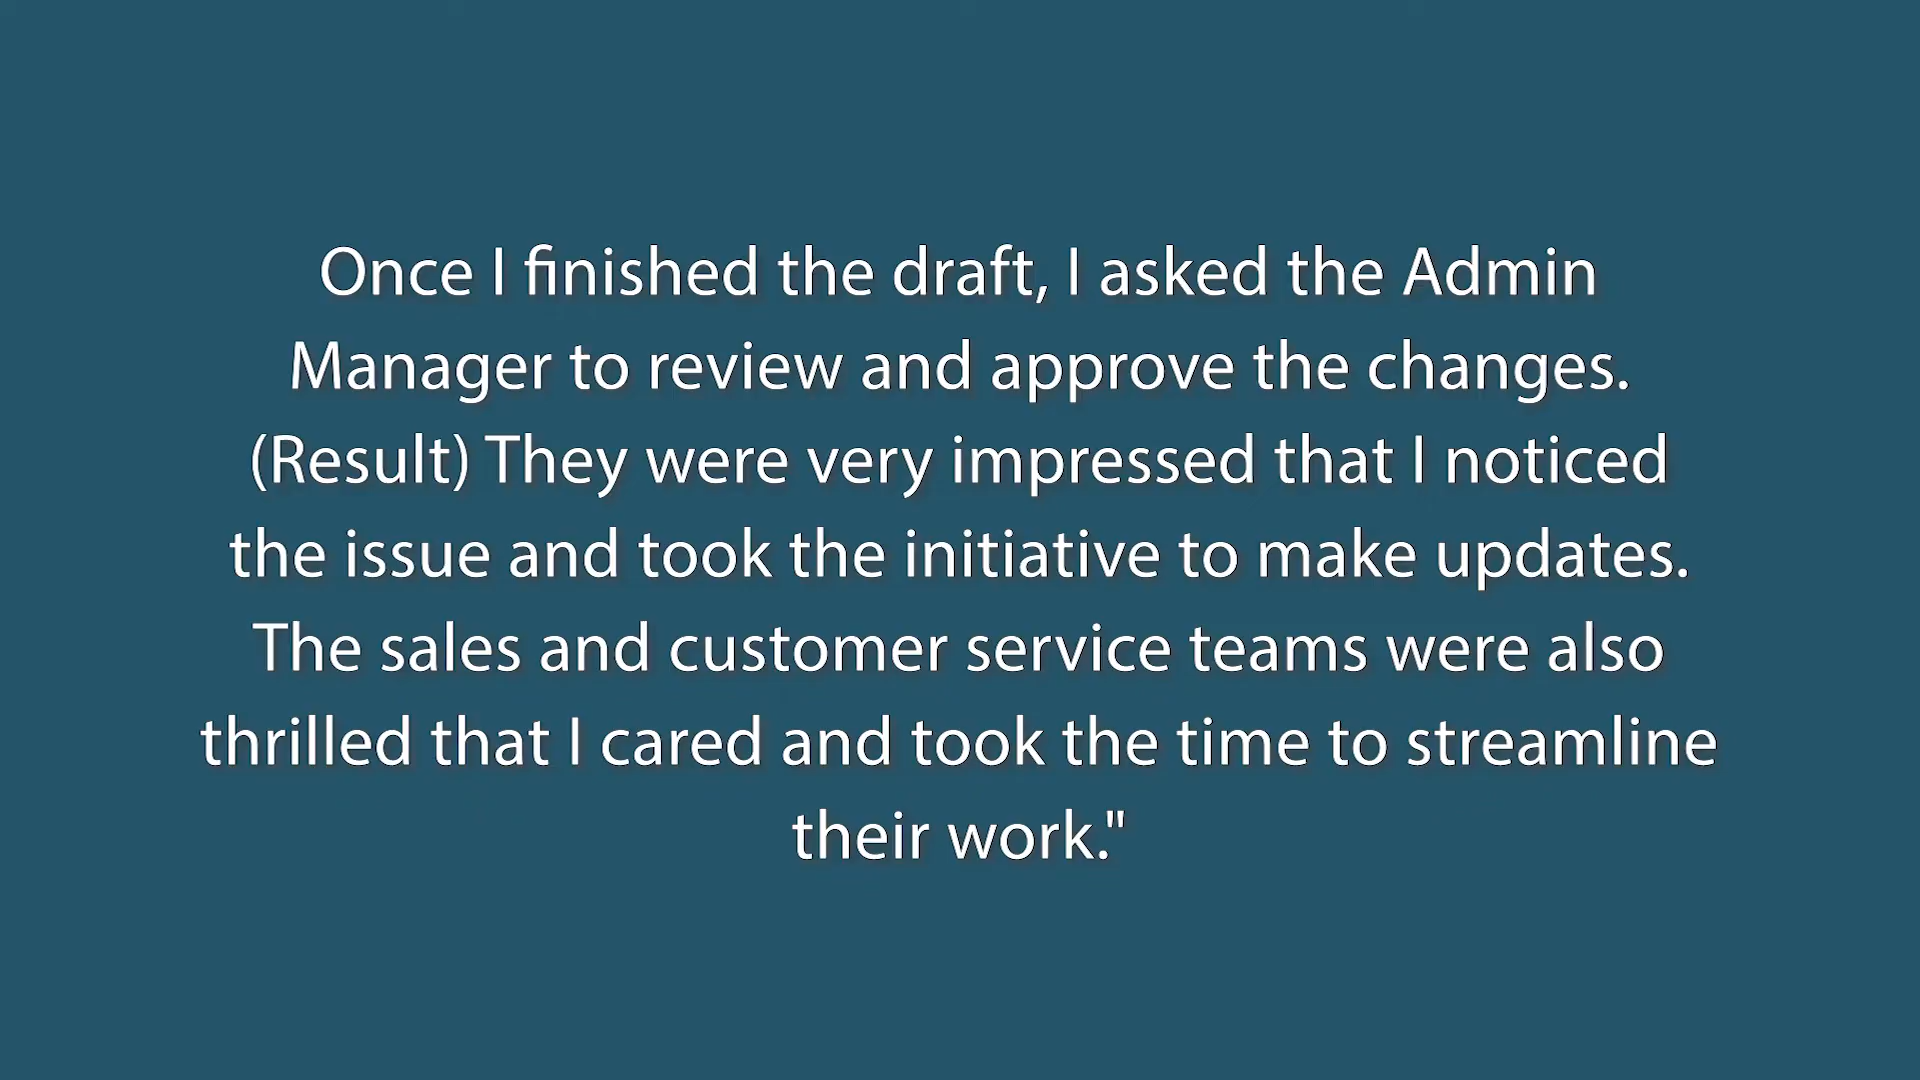 Once I finished the draft, I asked the Admin
Manager to review and approve the changes.
(Result) They were very impressed that I noticed
the issue and took the initiative to make updates.
The sales and customer service teams were also
thrilled that I cared and took the time to streamline
their work."